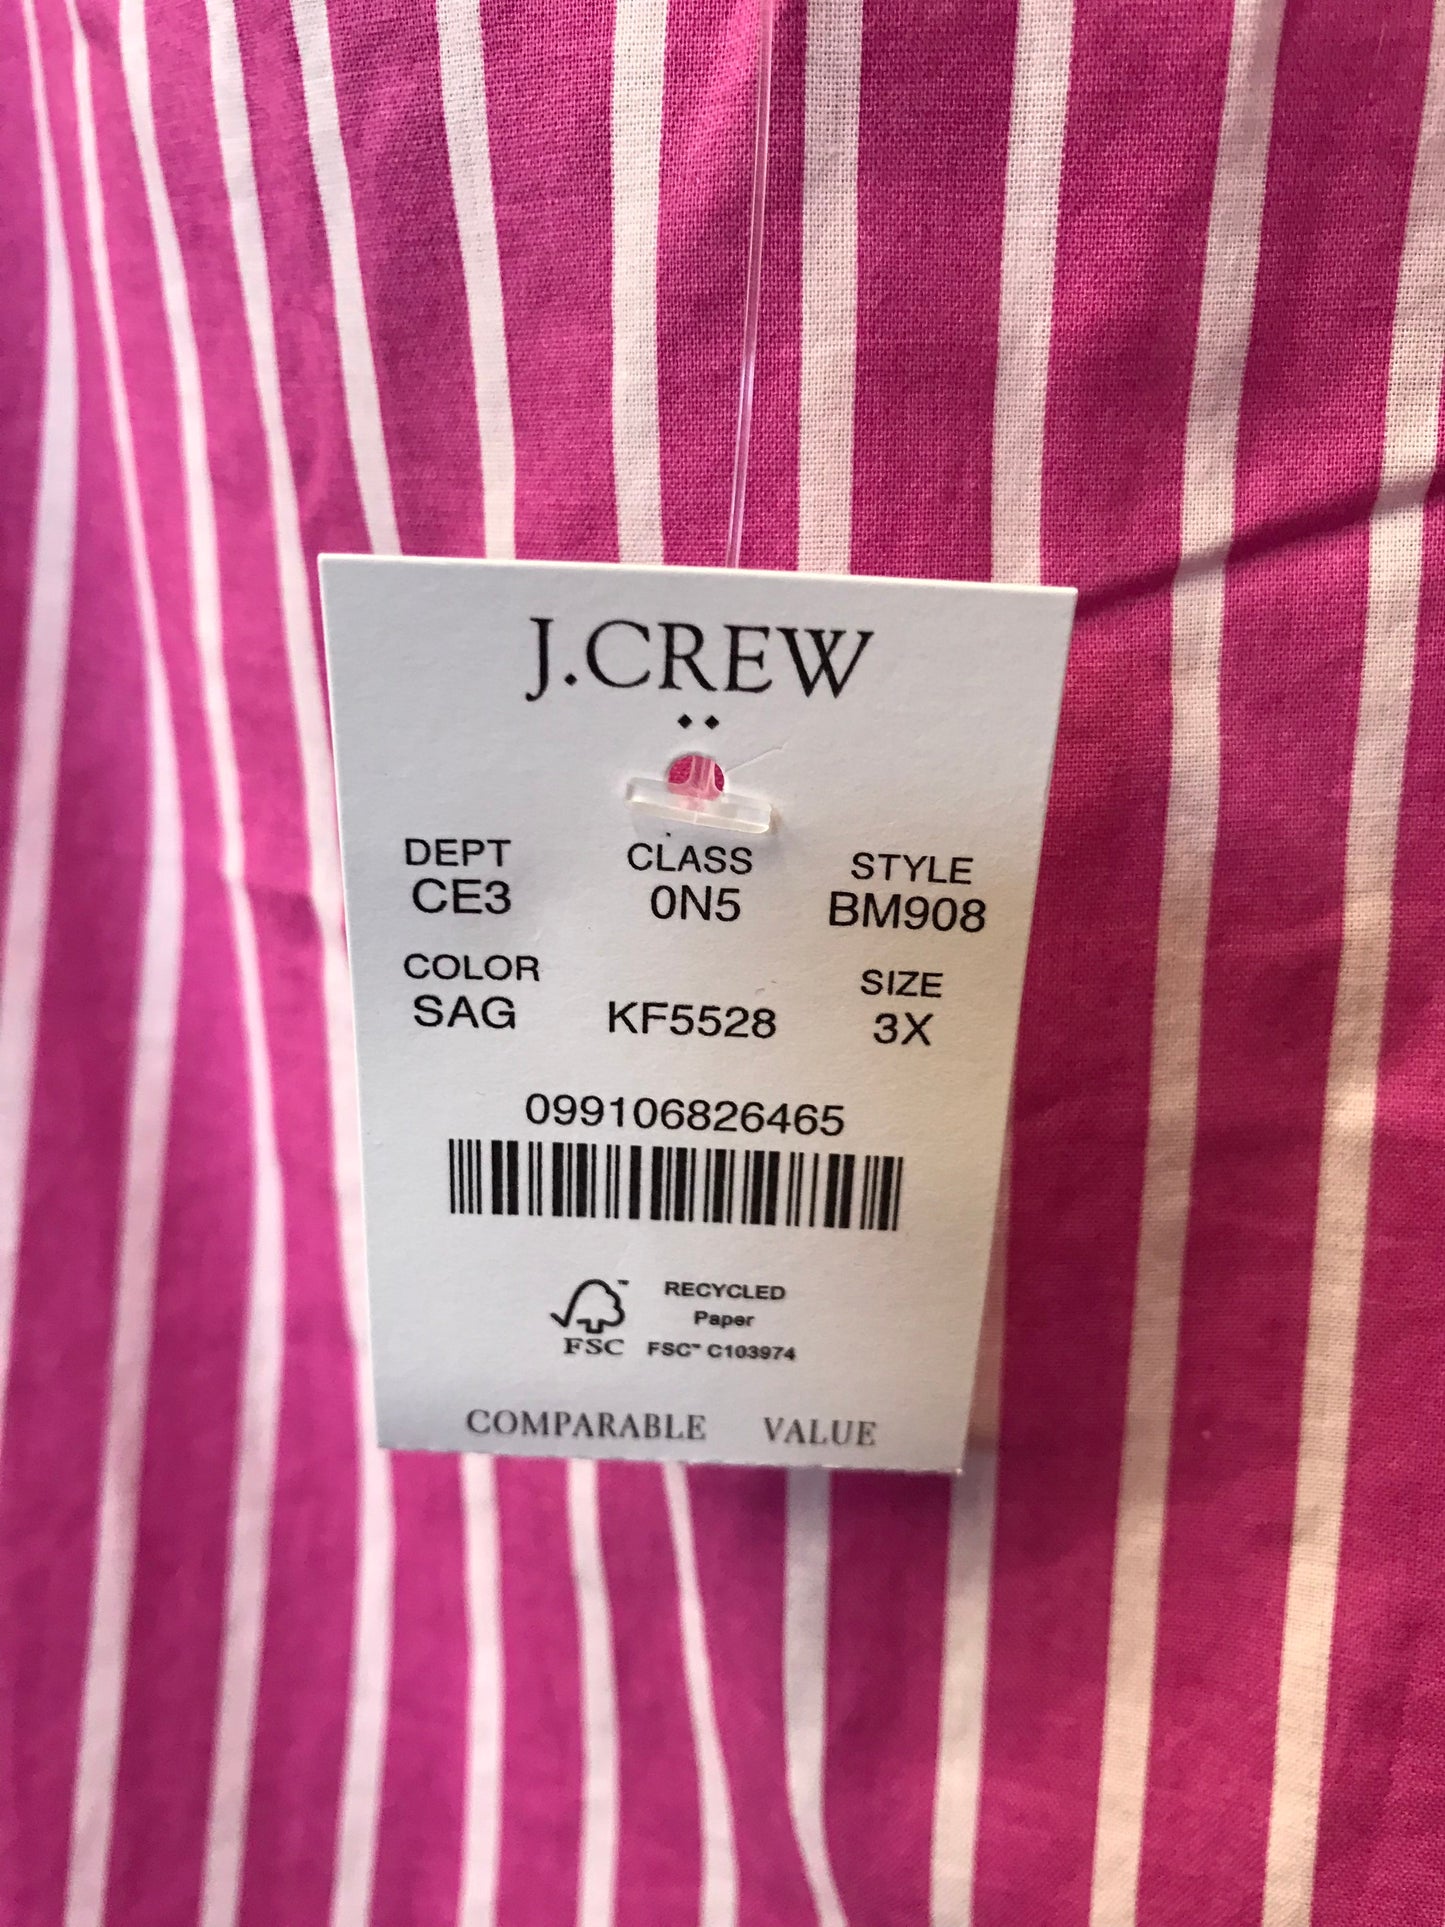 J.CREW
DEPT CLASS STYLE
CE3 0N5 BM908
COLOR SIZE
SAG KF5528 3X
099106826465
RECYCLED
Paper
FSC™ C103974
FSC
COMPARABLE VALUE